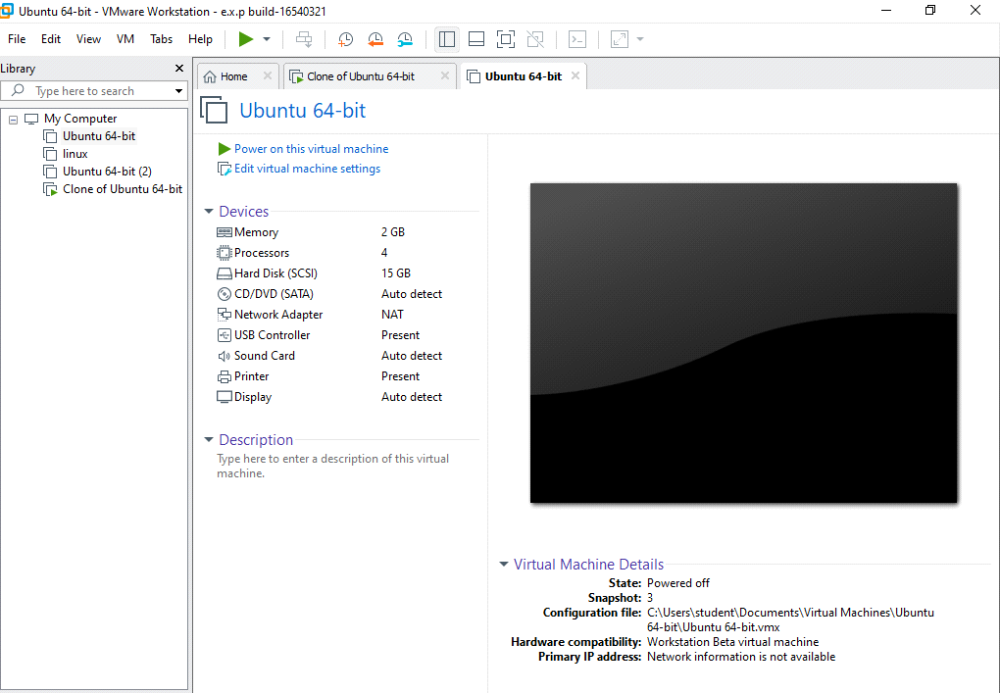 Ubuntu 64-bit - VMware Workstation - e.x.p build-16540321
File Edit View VM Tabs Help
Library
Type here to search
My Computer
Ubuntu 64-bit
linux
Ubuntu 64-bit (2)
Clone of Ubuntu 64-bit
Home
Clone of Ubuntu 64-bit
Ubuntu 64-bit
Ubuntu 64-bit
Power on this virtual machine
Edit virtual machine settings
Devices
Memory 2 GB
Processors 4
Hard Disk (SCSI) 15 GB
CD/DVD (SATA) Auto detect
Network Adapter NAT
USB Controller Present
Sound Card Auto detect
Printer Present
Display Auto detect
Description
Type here to enter a description of this virtual
machine.
Virtual Machine Details
State: Powered off
Snapshot: 3
Configuration file: C:\Users\student\Documents\Virtual Machines\Ubuntu
64-bit\Ubuntu 64-bit.vmx
Hardware compatibility: Workstation Beta virtual machine
Primary IP address: Network information is not available